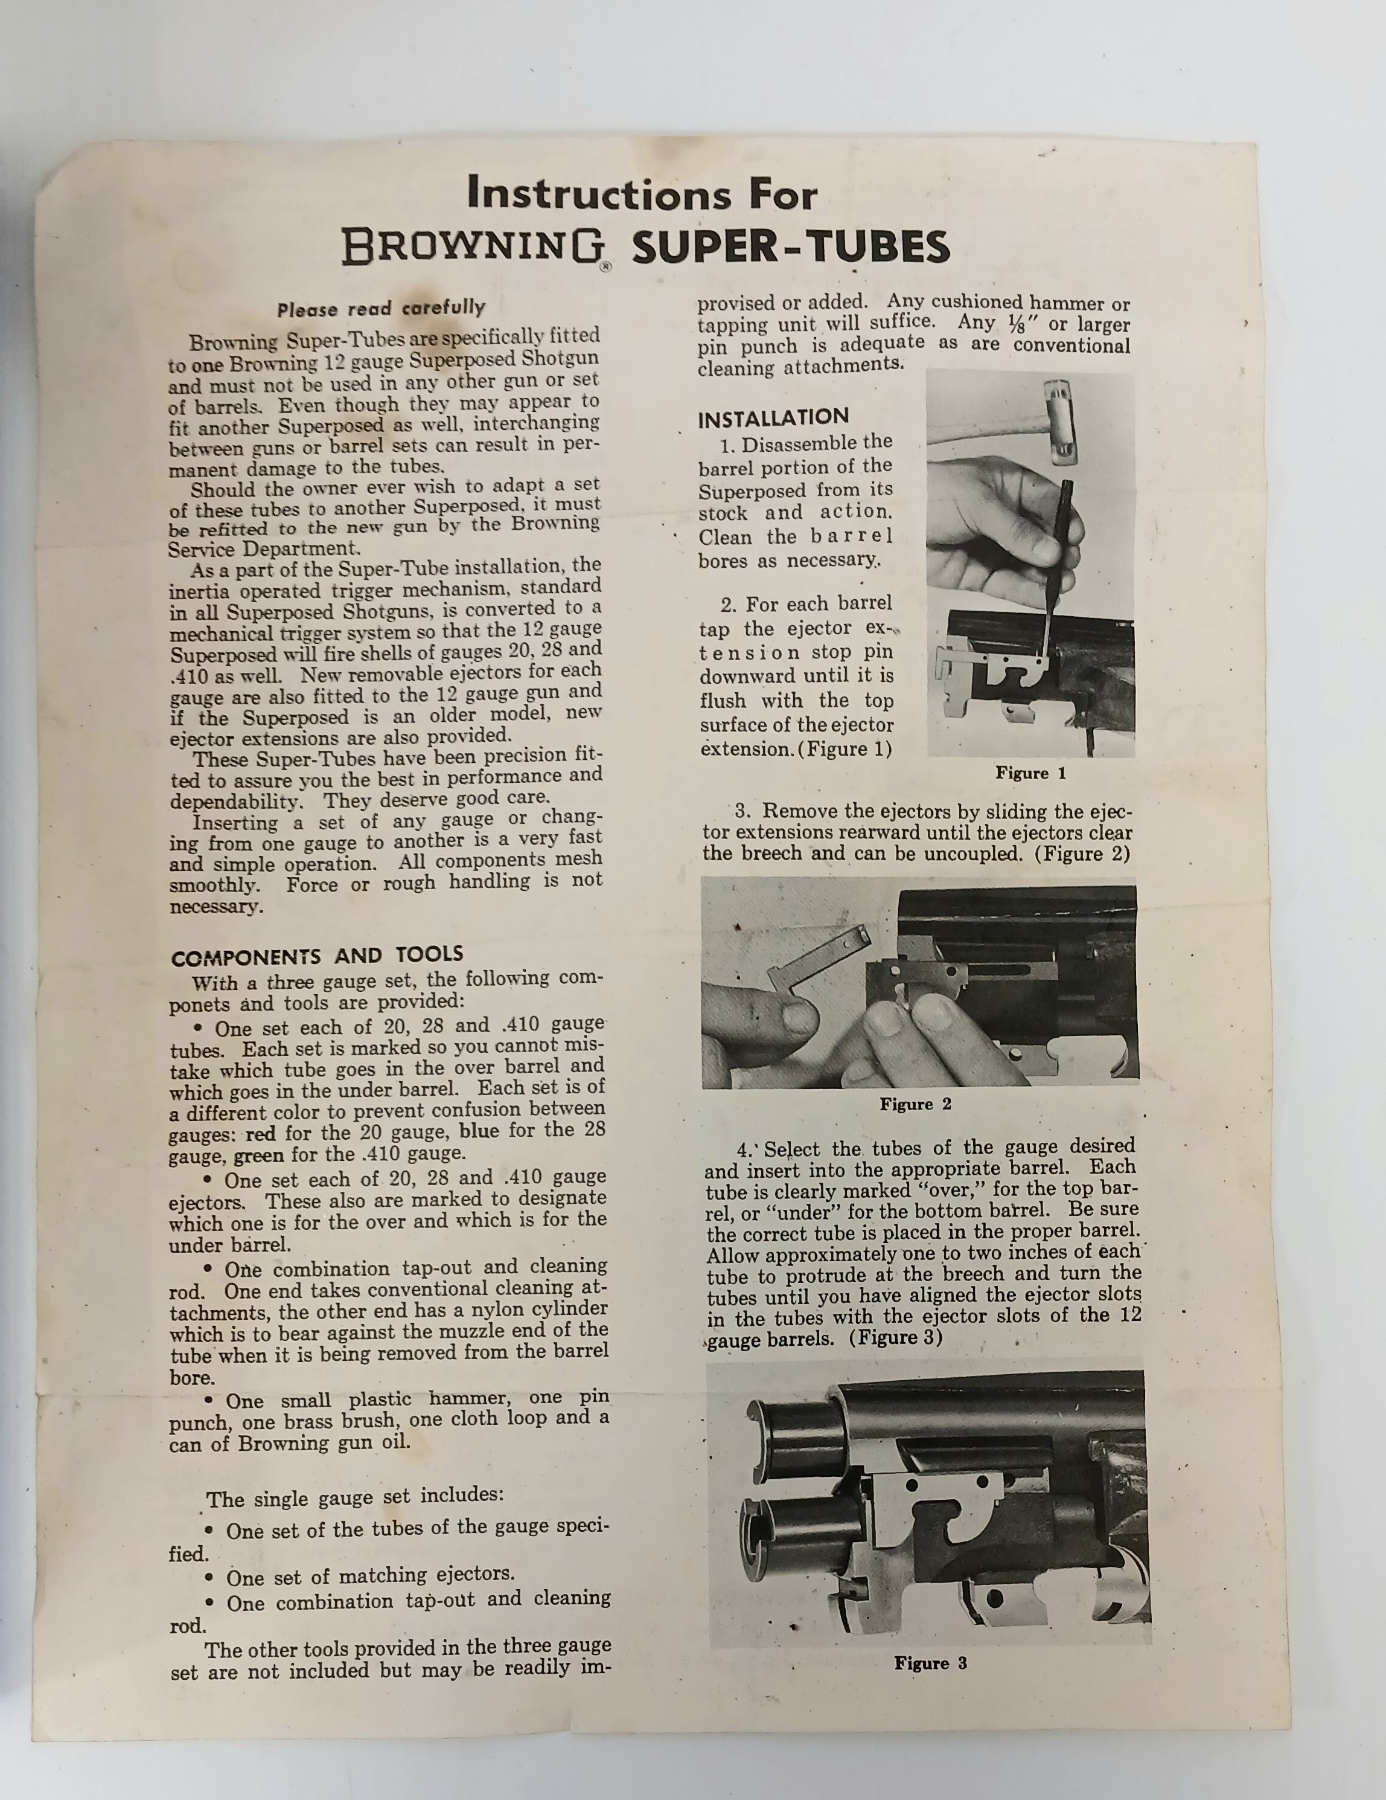 Instructions For
BROWNING® SUPER-TUBES
Please read carefully
Browning Super-Tubes are specifically fitted
to one Browning 12 gauge Superposed Shotgun
and must not be used in any other gun or set
of barrels. Even though they may appear to
fit another Superposed as well, interchanging
between guns or barrel sets can result in per-
manent damage to the tubes.
Should the owner ever wish to adapt a set
of these tubes to another Superposed, it must
be refitted to the new gun by the Browning
Service Department.
As a part of the Super-Tube installation, the
inertia operated trigger mechanism, standard
in all Superposed Shotguns, is converted to a
mechanical trigger system so that the 12 gauge
Superposed will fire shells of gauges 20, 28 and
.410 as well. New removable ejectors for each
gauge are also fitted to the 12 gauge gun and
if the Superposed is an older model, new
ejector extensions are also provided.
These Super-Tubes have been precision fit-
ted to assure you the best in performance and
dependability. They deserve good care.
Inserting a set of any gauge or chang-
ing from one gauge to another is a very fast
and simple operation. All components mesh
smoothly. Force or rough handling is not
necessary.
COMPONENTS AND TOOLS
With a three gauge set, the following com-
ponets and tools are provided:
• One set each of 20, 28 and .410 gauge
tubes. Each set is marked so you cannot mis-
take which tube goes in the over barrel and
which goes in the under barrel. Each set is of
a different color to prevent confusion between
gauges: red for the 20 gauge, blue for the 28
gauge, green for the .410 gauge.
• One set each of 20, 28 and .410 gauge
ejectors. These also are marked to designate
which one is for the over and which is for the
under barrel.
• One combination tap-out and cleaning
rod. One end takes conventional cleaning at-
tachments, the other end has a nylon cylinder
which is to bear against the muzzle end of the
tube when it is being removed from the barrel
bore.
• One small plastic hammer, one pin
punch, one brass brush, one cloth loop and a
can of Browning gun oil.
The single gauge set includes:
• One set of the tubes of the gauge speci-
fied.
• One set of matching ejectors.
• One combination tap-out and cleaning
rod.
The other tools provided in the three gauge
set are not included but may be readily im-
provised or added. Any cushioned hammer or
tapping unit will suffice. Any ⅛" or larger
pin punch is adequate as are conventional
cleaning attachments.
INSTALLATION
1. Disassemble the
barrel portion of the
Superposed from its
stock and action.
Clean the barrel
bores as necessary.
2. For each barrel
tap the ejector ex-
tension stop pin
downward until it is
flush with the top
surface of the ejector
extension. (Figure 1)
Figure 1
3. Remove the ejectors by sliding the ejec-
tor extensions rearward until the ejectors clear
the breech and can be uncoupled. (Figure 2)
Figure 2
4. Select the tubes of the gauge desired
and insert into the appropriate barrel. Each
tube is clearly marked "over," for the top bar-
rel, or "under" for the bottom barrel. Be sure
the correct tube is placed in the proper barrel.
Allow approximately one to two inches of each
tube to protrude at the breech and turn the
tubes until you have aligned the ejector slots
in the tubes with the ejector slots of the 12
gauge barrels. (Figure 3)
Figure 3